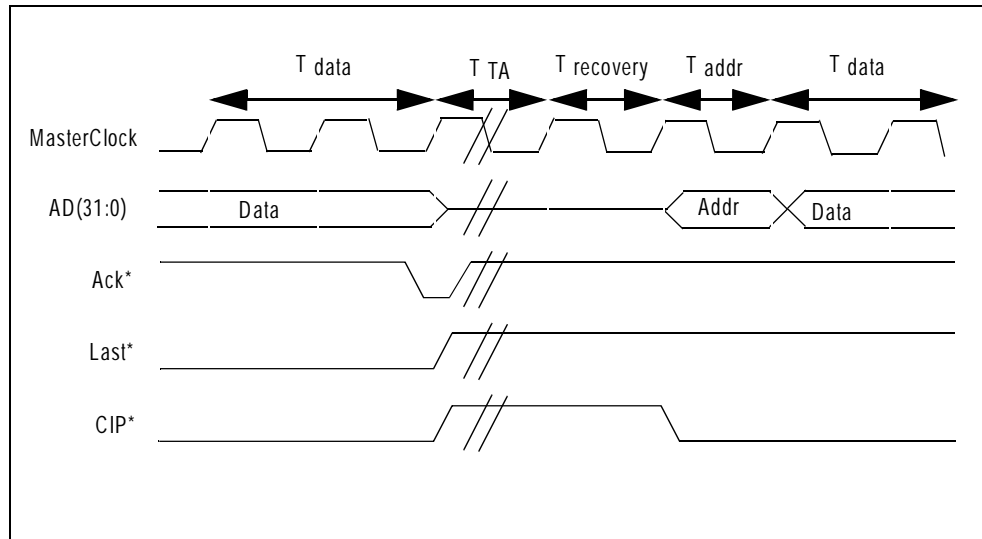 T data T TA T recovery T addr T data
MasterClock
AD(31:0) Data Addr Data
Ack*
Last*
CIP*